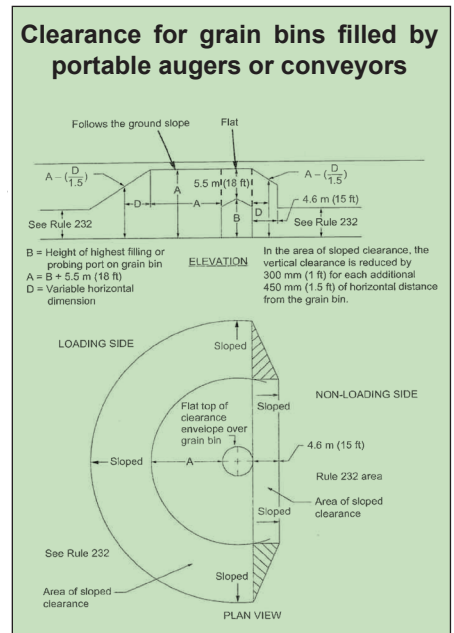 Clearance for grain bins filled by
portable augers or conveyors
Follows the ground slope
Flat
A – (D/1.5)
5.5 m (18 ft)
A – (D/1.5)
A
4.6 m (15 ft)
D
A
D
See Rule 232
B
See Rule 232
B = Height of highest filling or
probing port on grain bin
A = B + 5.5 m (18 ft)
D = Variable horizontal
dimension
ELEVATION
In the area of sloped clearance, the
vertical clearance is reduced by
300 mm (1 ft) for each additional
450 mm (1.5 ft) of horizontal distance
from the grain bin.
LOADING SIDE
Sloped
NON-LOADING SIDE
Sloped
Flat top of
clearance
envelope over
grain bin
4.6 m (15 ft)
Sloped
A
Rule 232 area
Area of sloped
clearance
Sloped
See Rule 232
Sloped
Area of sloped
clearance
PLAN VIEW